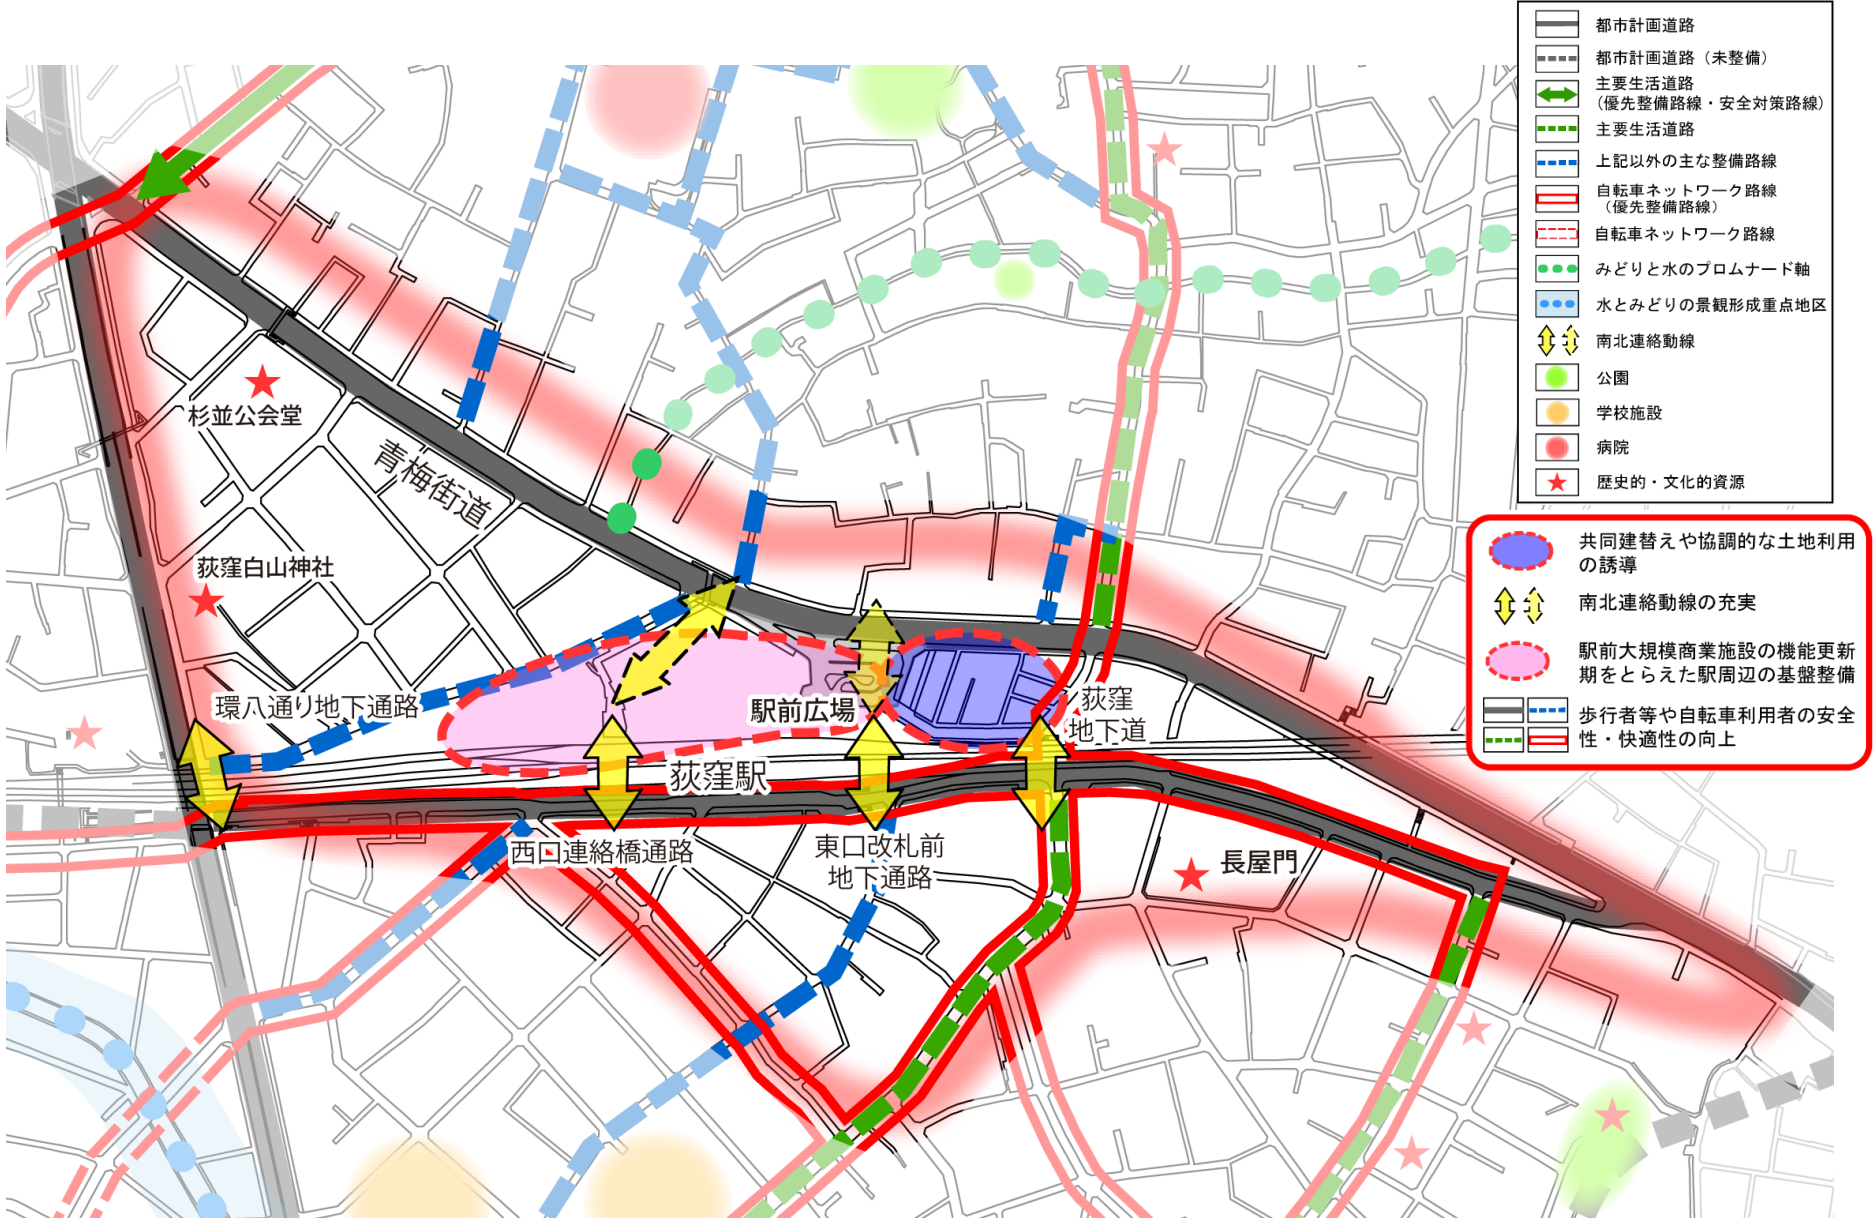 都市計画道路
都市計画道路（未整備）
主要生活道路
（優先整備路線・安全対策路線）
主要生活道路
上記以外の主な整備路線
自転車ネットワーク路線
（優先整備路線）
自転車ネットワーク路線
みどりと水のプロムナード軸
水とみどりの景観形成重点地区
南北連絡動線
公園
学校施設
病院
歴史的・文化的資源
共同建替えや協調的な土地利用
の誘導
南北連絡動線の充実
駅前大規模商業施設の機能更新
期をとらえた駅周辺の基盤整備
歩行者等や自転車利用者の安全
性・快適性の向上
杉並公会堂
青梅街道
荻窪白山神社
環八通り地下通路
駅前広場
荻窪
地下道
荻窪駅
西口連絡橋通路
東口改札前
地下通路
長屋門